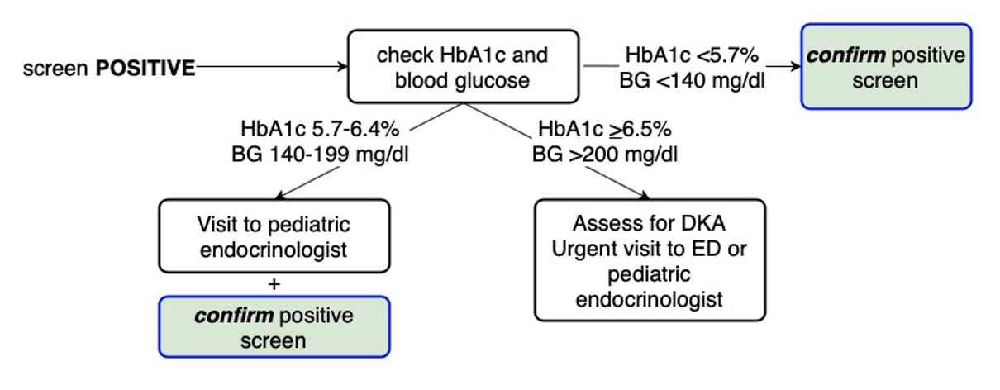 screen POSITIVE
check HbA1c and
blood glucose
HbA1c <5.7%
BG <140 mg/dl
confirm positive
screen
HbA1c 5.7-6.4%
BG 140-199 mg/dl
HbA1c ≥6.5%
BG >200 mg/dl
Visit to pediatric
endocrinologist
+
confirm positive
screen
Assess for DKA
Urgent visit to ED or
pediatric
endocrinologist